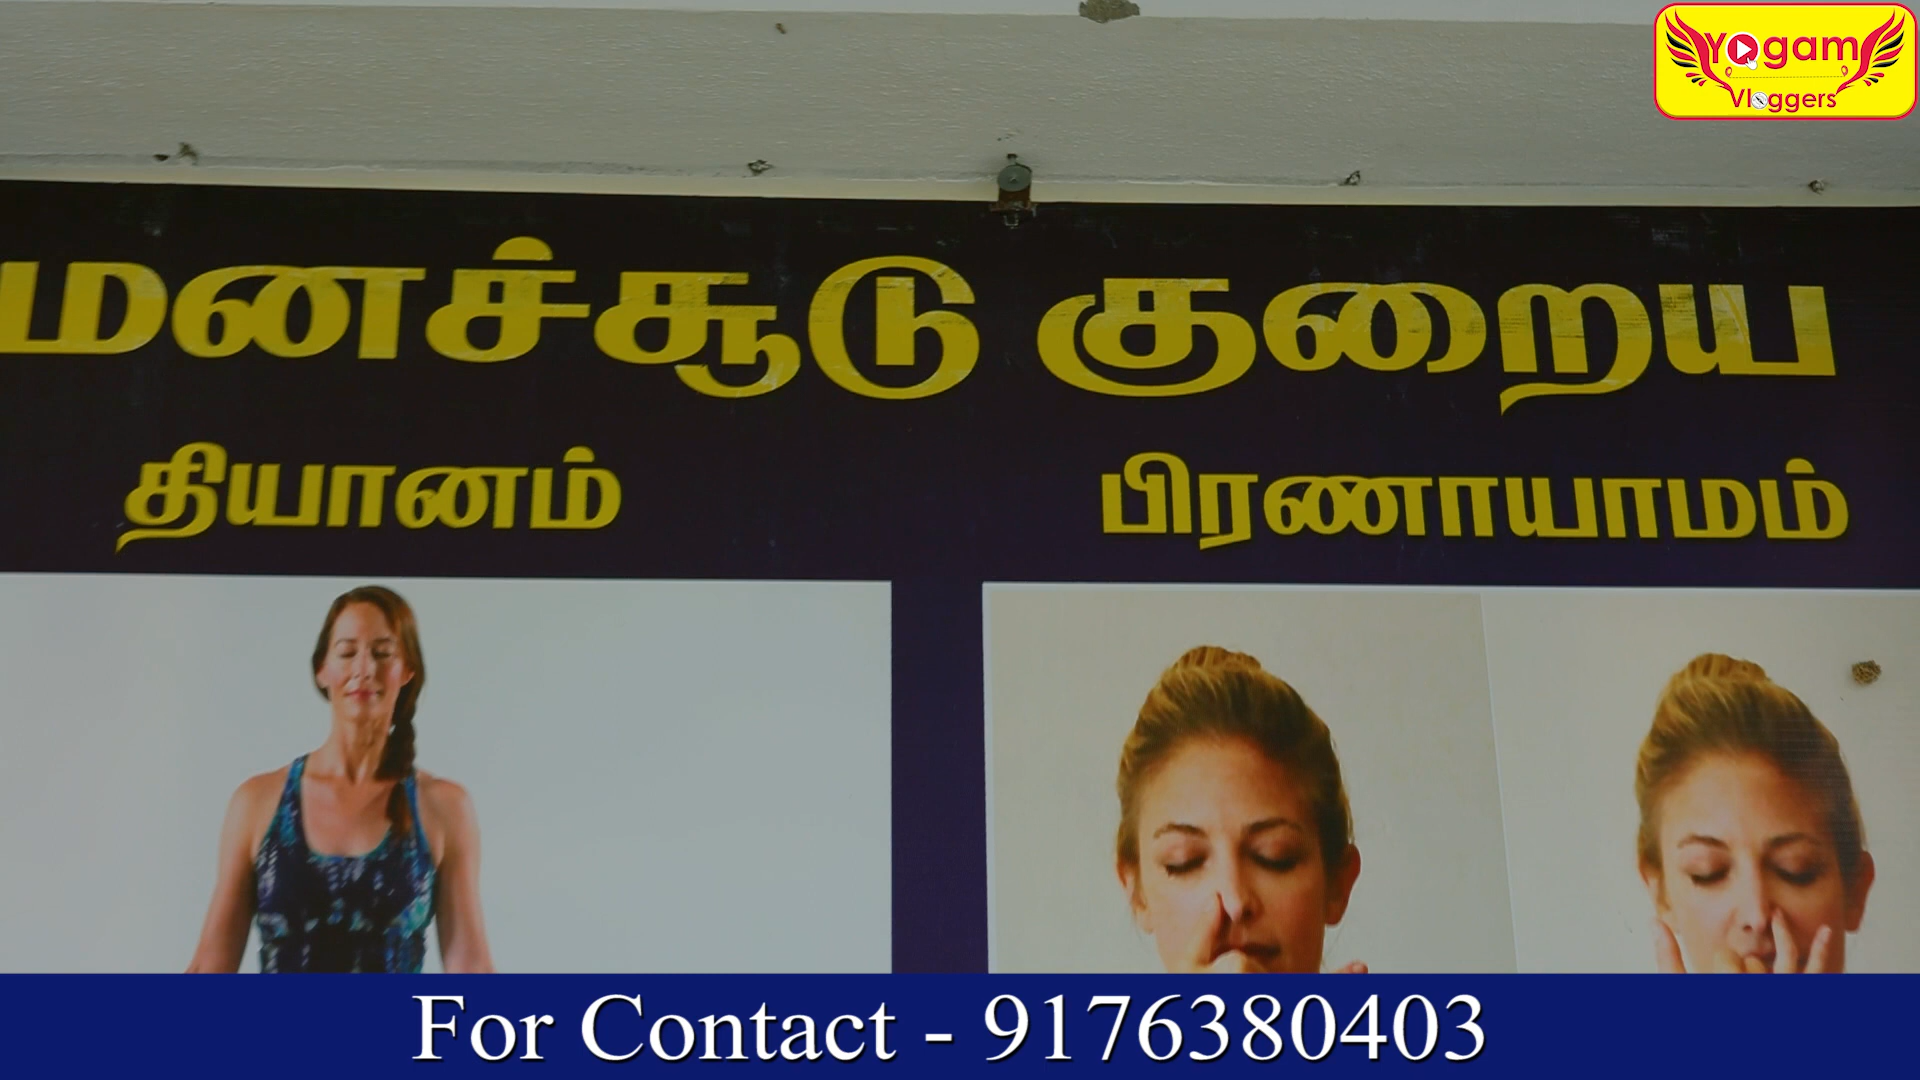 Yogam
Vloggers
மனச்சூடு குறைய
தியானம்
பிரணாயாமம்
For Contact - 9176380403